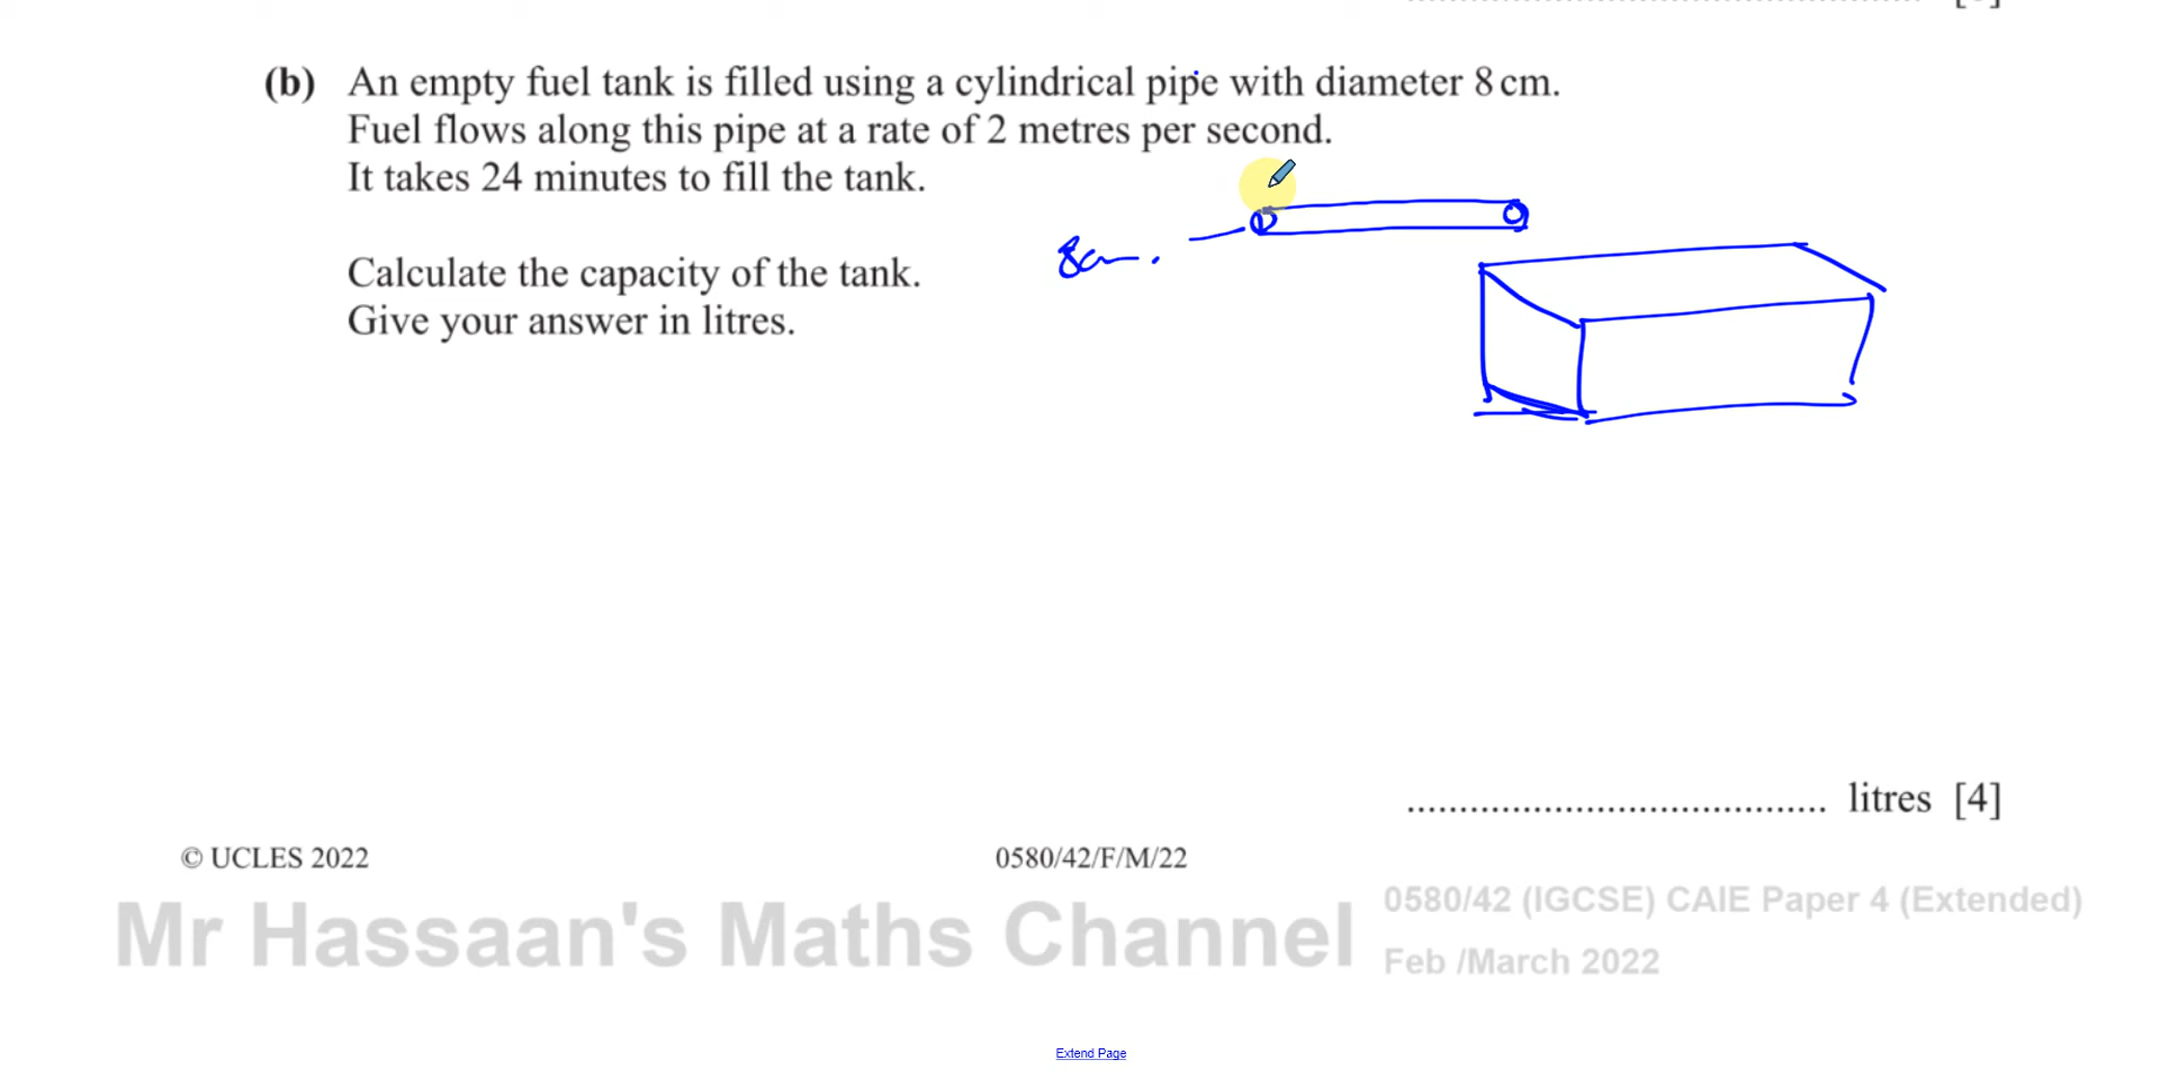 (b) An empty fuel tank is filled using a cylindrical pipe with diameter 8 cm.
Fuel flows along this pipe at a rate of 2 metres per second.
It takes 24 minutes to fill the tank.
8cm.
Calculate the capacity of the tank.
Give your answer in litres.
........................................ litres [4]
© UCLES 2022
0580/42/F/M/22
Mr Hassaan's Maths Channel
0580/42 (IGCSE) CAIE Paper 4 (Extended)
Feb /March 2022
Extend Page